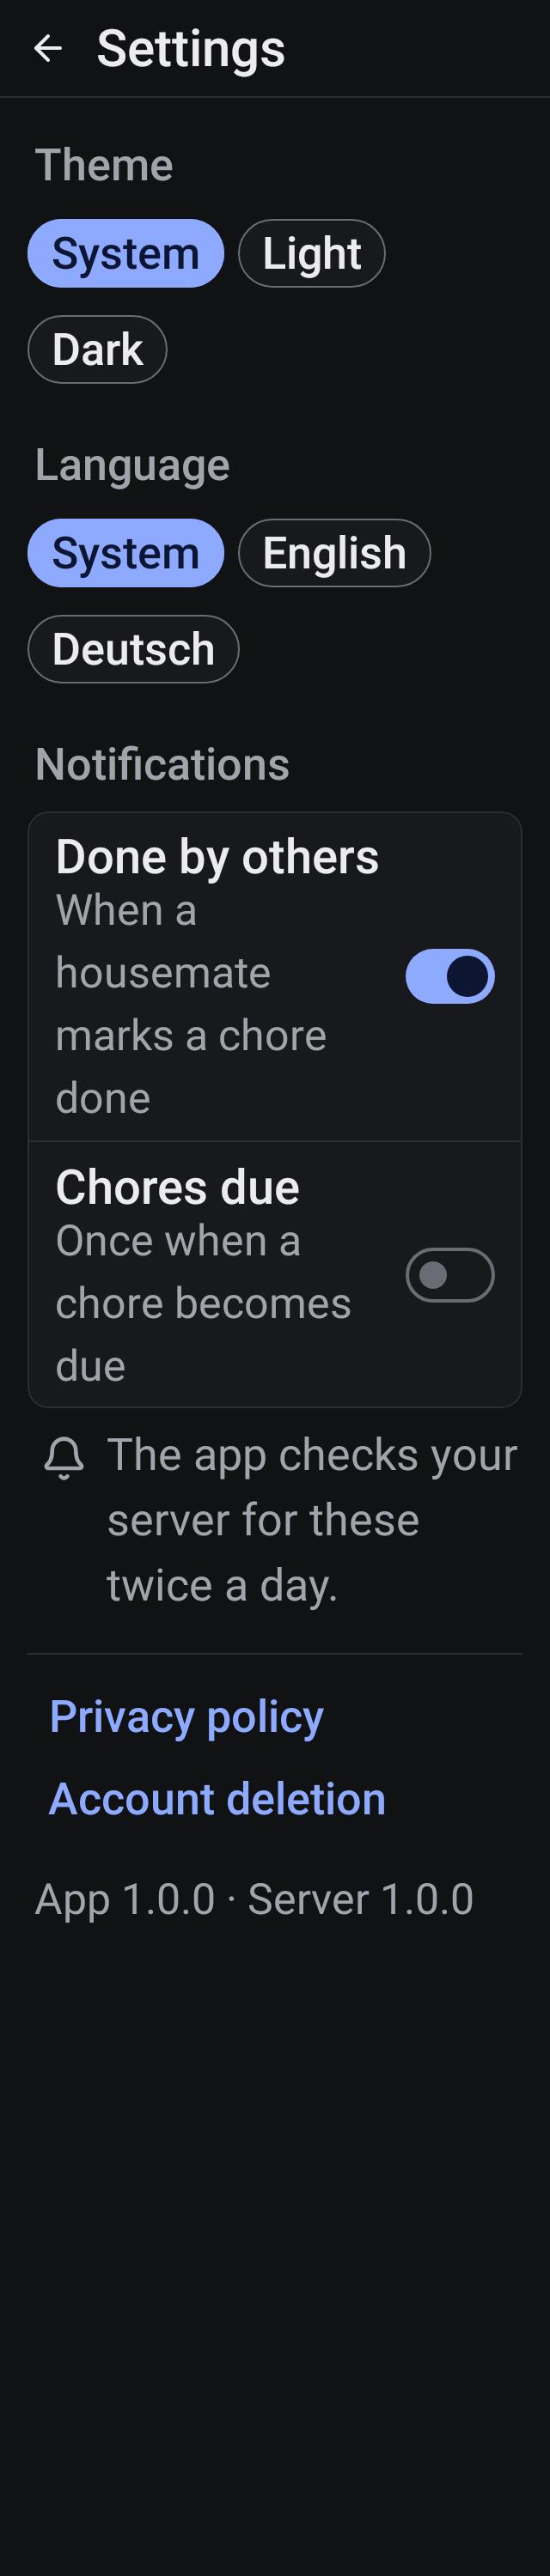 Settings
Theme
System Light
Dark
Language
System English
Deutsch
Notifications
Done by others
When a
housemate
marks a chore
done
Chores due
Once when a
chore becomes
due
The app checks your
server for these
twice a day.
Privacy policy
Account deletion
App 1.0.0 · Server 1.0.0